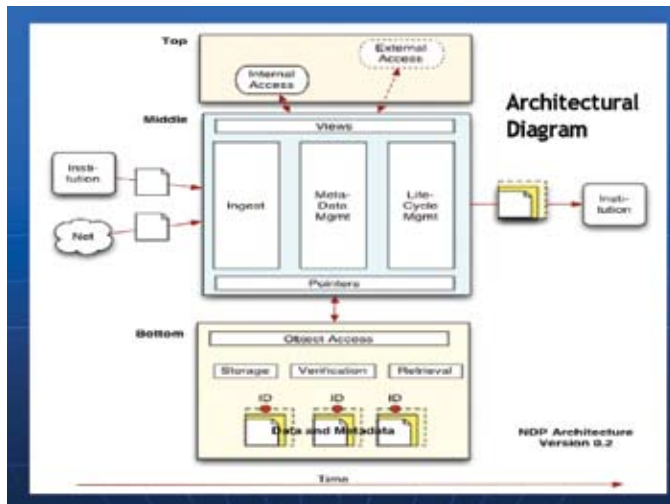 Top
External
Access
Internal
Access
Architectural
Diagram
Middle
Views
Insti-
tution
Net
Ingest
Meta-
Data
Mgmt
Life-
Cycle
Mgmt
Insti-
tution
Pointers
Bottom
Object Access
Storage
Verification
Retrieval
ID
ID
ID
Data and Metadata
NDP Architecture
Version 0.2
Time